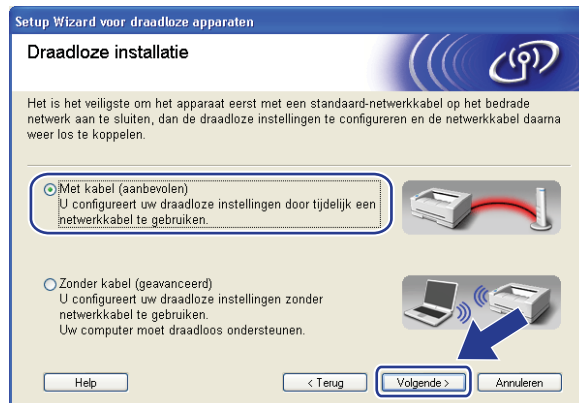 Setup Wizard voor draadloze apparaten
Draadloze installatie
Het is het veiligste om het apparaat eerst met een standaard-netwerkkabel op het bedrade
netwerk aan te sluiten, dan de draadloze instellingen te configureren en de netwerkkabel daarna
weer los te koppelen.
Met kabel (aanbevolen)
U configureert uw draadloze instellingen door tijdelijk een
netwerkkabel te gebruiken.
Zonder kabel (geavanceerd)
U configureert uw draadloze instellingen zonder
netwerkkabel te gebruiken.
Uw computer moet draadloos ondersteunen.
Help
< Terug
Volgende >
Annuleren